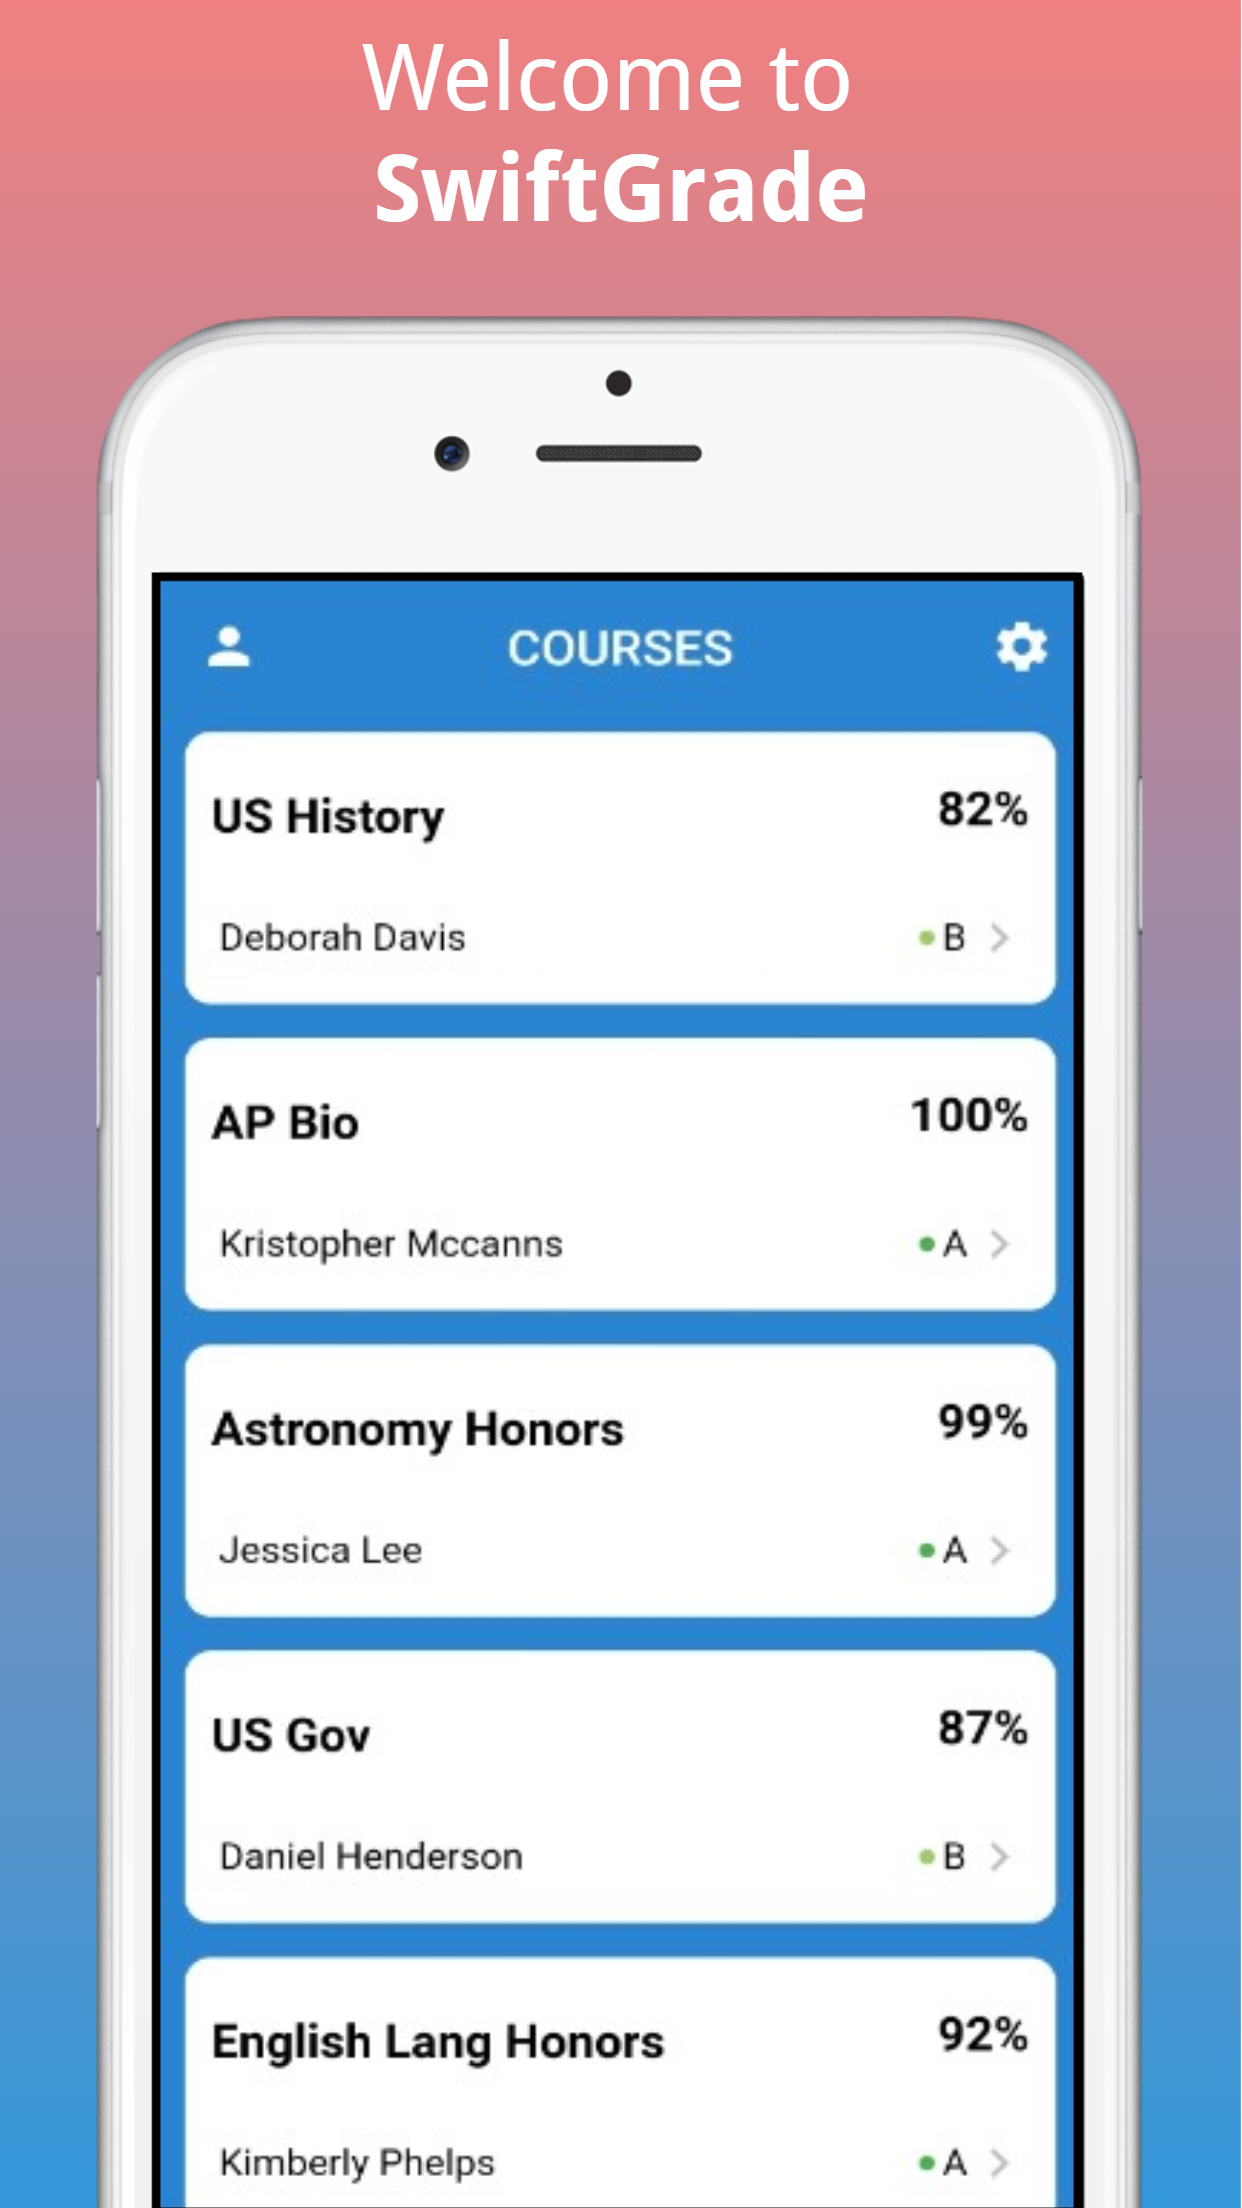 Welcome to
SwiftGrade
COURSES
US History 82%
Deborah Davis B
AP Bio 100%
Kristopher Mccanns A
Astronomy Honors 99%
Jessica Lee A
US Gov 87%
Daniel Henderson B
English Lang Honors 92%
Kimberly Phelps A